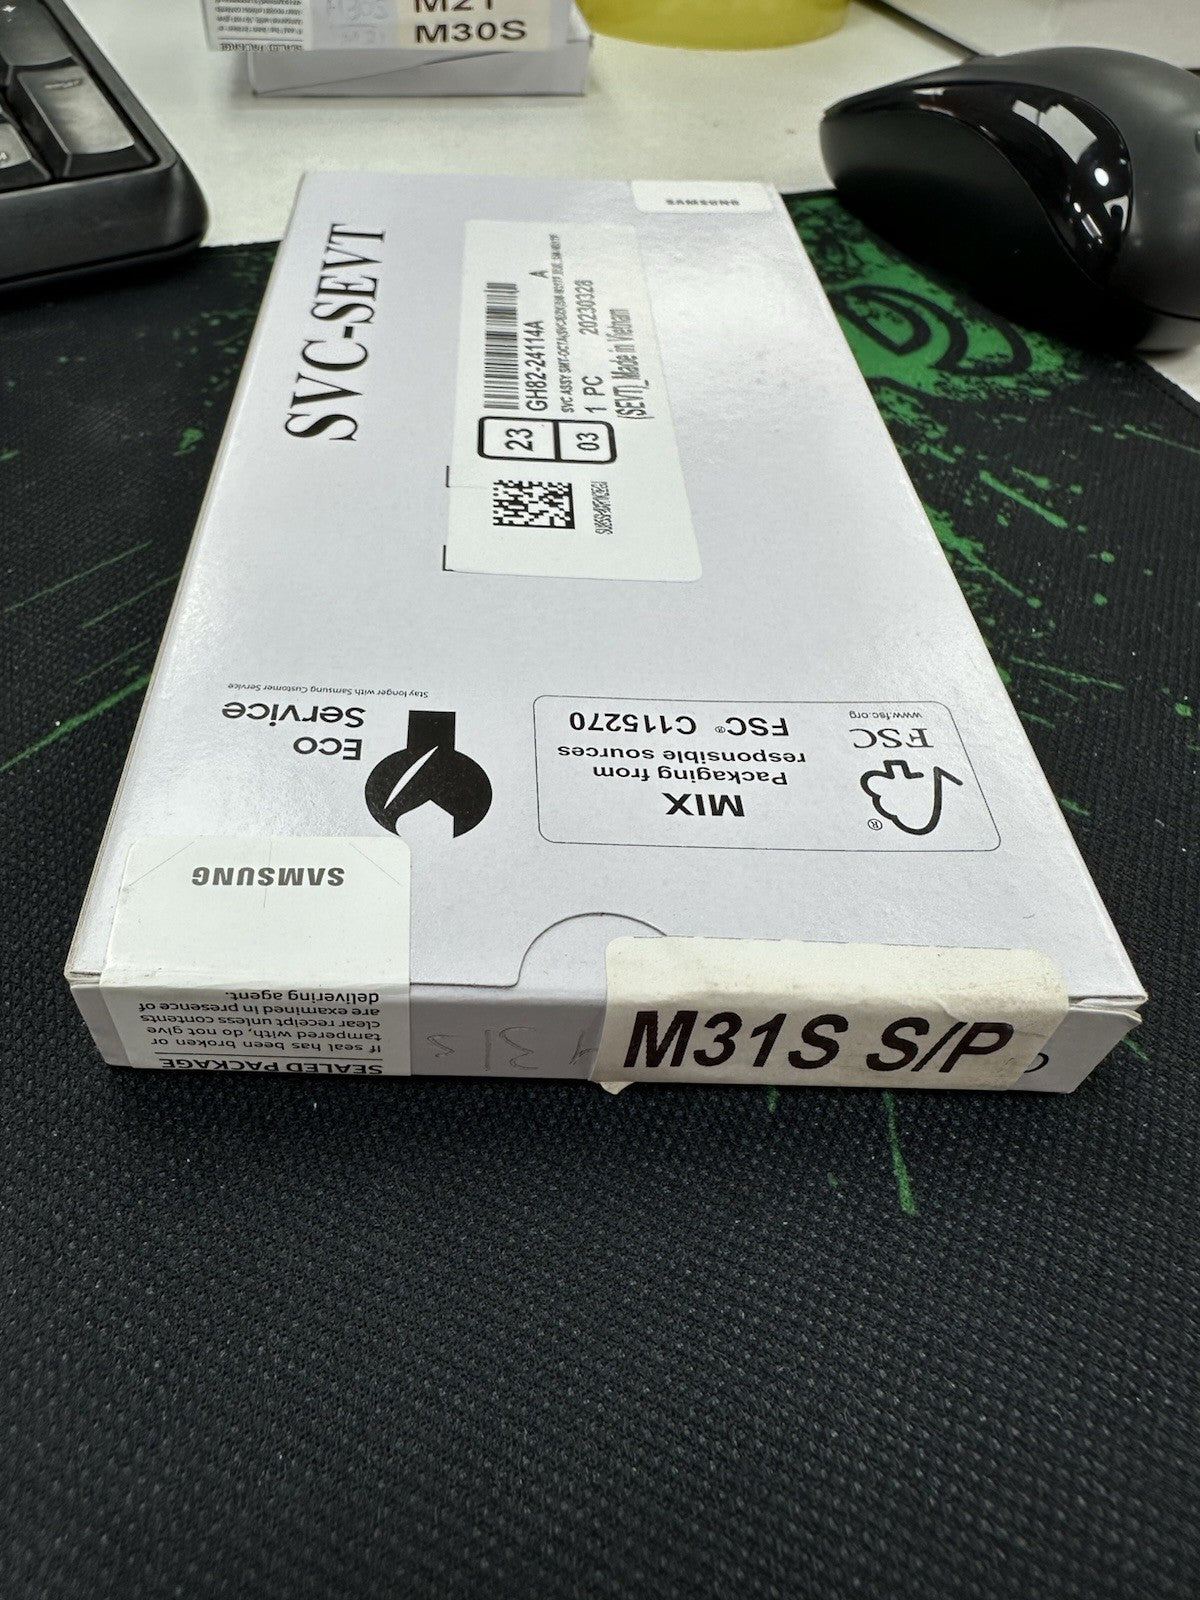 M21
M30S
SEALED PACKAGE
SAMSUNG
SVC-SEVT
GH82-24114A
A
1 PC 20230328
(SEVT)_Made in Vietnam
23
03
Stay longer with Samsung Customer Service
Eco
Service
MIX
Packaging from
responsible sources
FSC® C115270
®
FSC
www.fsc.org
SAMSUNG
SEALED PACKAGE
If seal has been broken or
tampered with, do not give
clear receipt unless contents
are examined in presence of
delivering agent.
M31S S/P